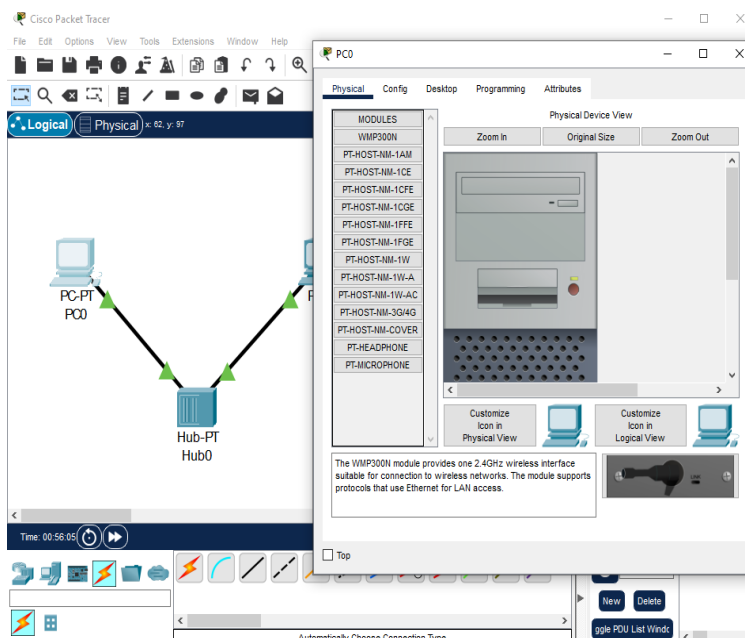 Cisco Packet Tracer
File Edit Options View Tools Extensions Window Help
Logical Physical x: 62, y: 97
PC-PT
PC0
Hub-PT
Hub0
Time: 00:56:05
PC0
Physical Config Desktop Programming Attributes
MODULES
WMP300N
PT-HOST-NM-1AM
PT-HOST-NM-1CE
PT-HOST-NM-1CFE
PT-HOST-NM-1CGE
PT-HOST-NM-1FFE
PT-HOST-NM-1FGE
PT-HOST-NM-1W
PT-HOST-NM-1W-A
PT-HOST-NM-1W-AC
PT-HOST-NM-3G/4G
PT-HOST-NM-COVER
PT-HEADPHONE
PT-MICROPHONE
Physical Device View
Zoom In Original Size Zoom Out
Customize
Icon in
Physical View
Customize
Icon in
Logical View
The WMP300N module provides one 2.4GHz wireless interface
suitable for connection to wireless networks. The module supports
protocols that use Ethernet for LAN access.
Top
New Delete
ggle PDU List Windo